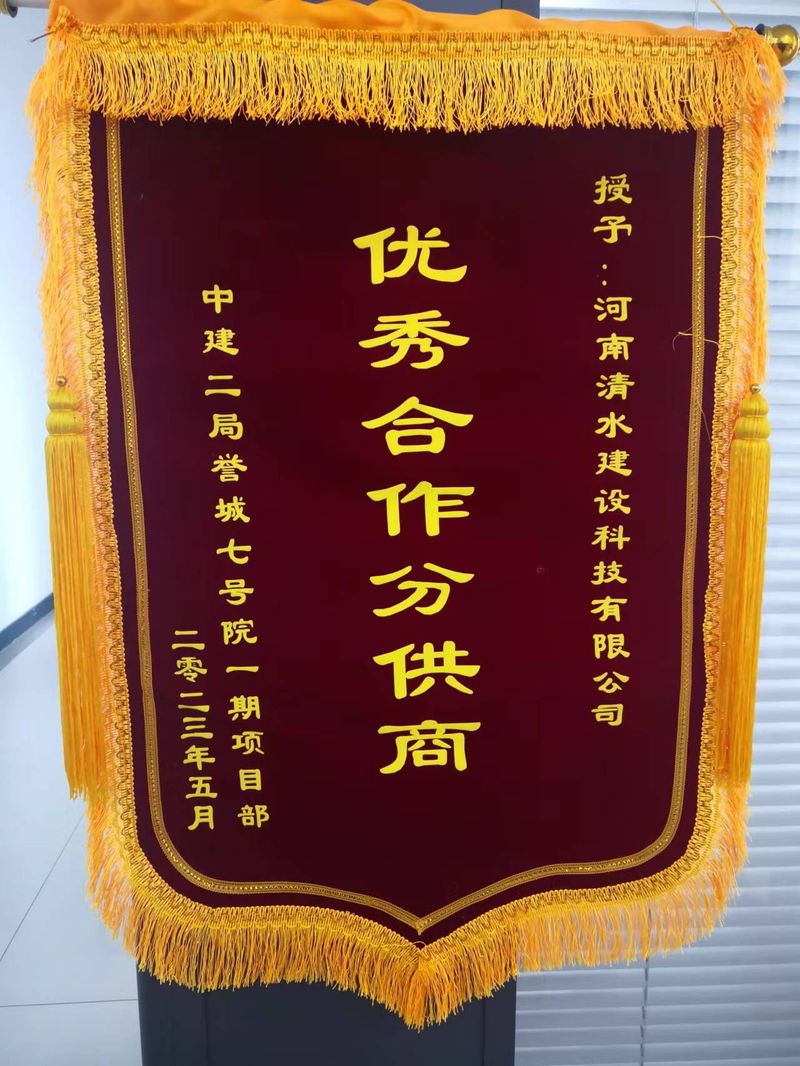 授予:河南清水建设科技有限公司
优秀合作分供商
中建二局誉城七号院一期项目部
二零二三年五月